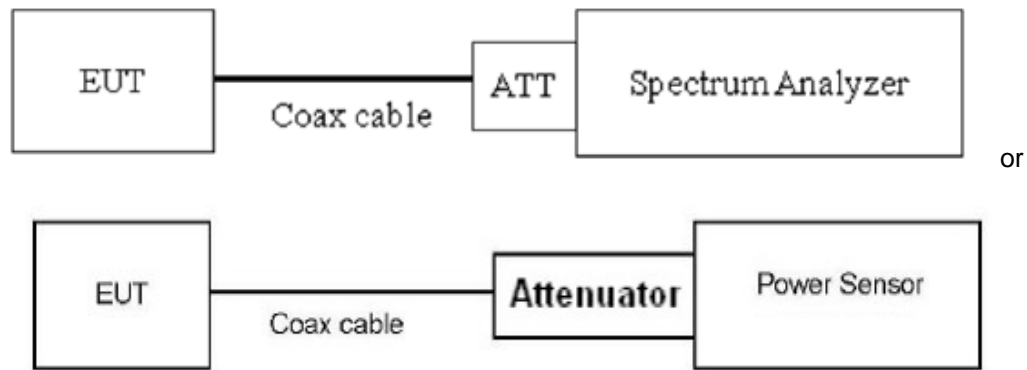 EUT
ATT
Spectrum Analyzer
Coax cable
or
EUT
Attenuator
Power Sensor
Coax cable